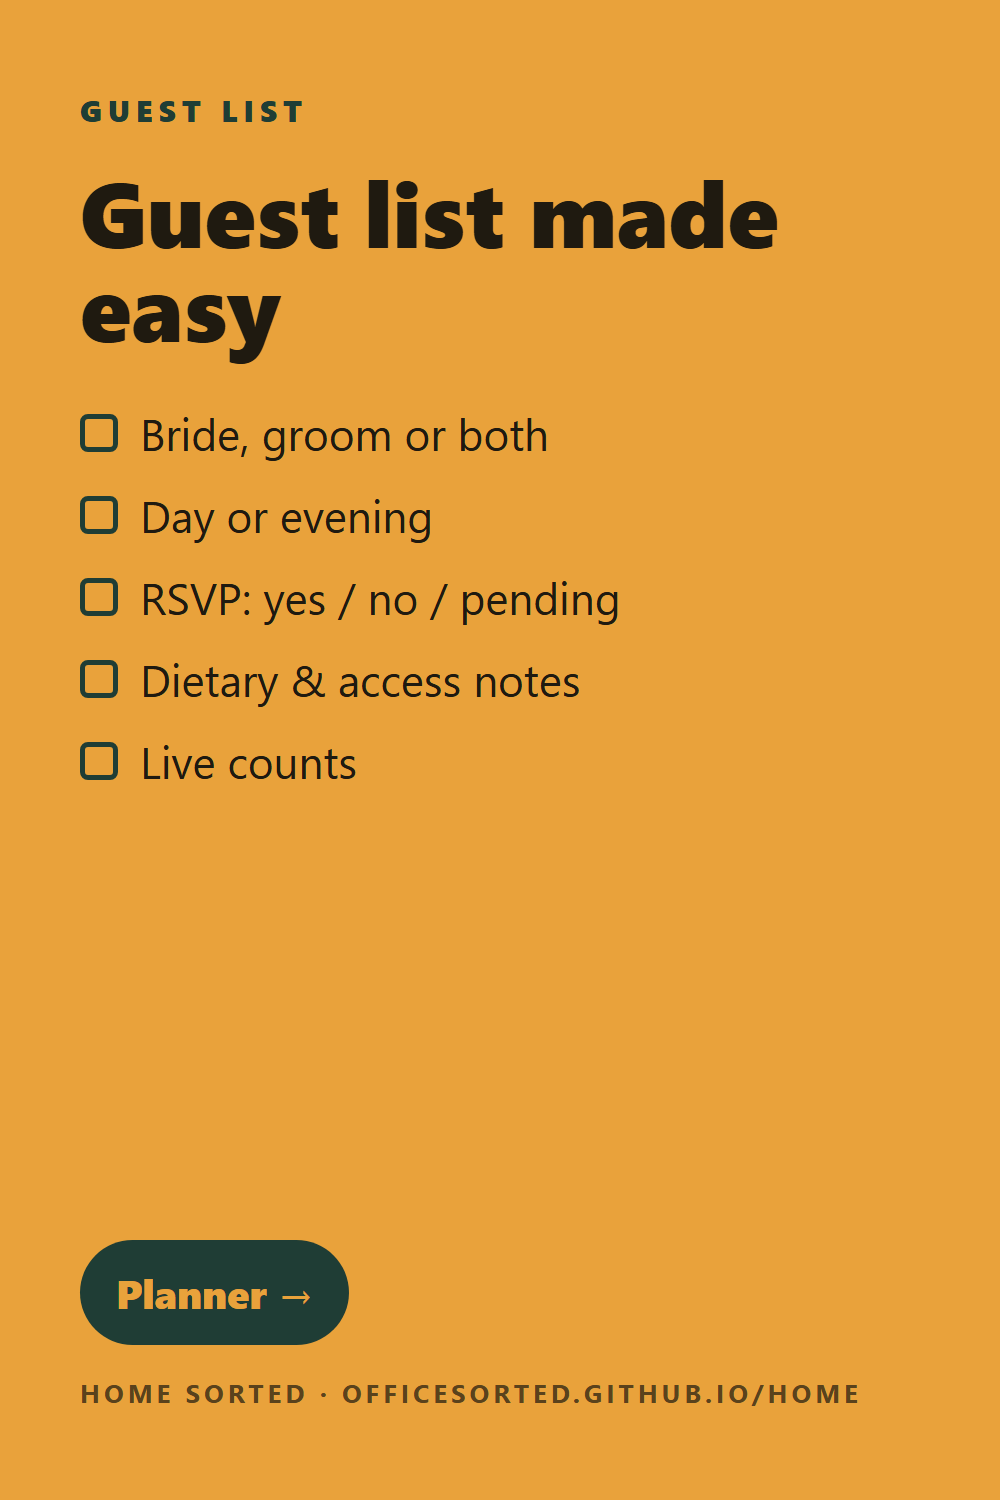 GUEST LIST
Guest list made
easy
Bride, groom or both
Day or evening
RSVP: yes / no / pending
Dietary & access notes
Live counts
Planner →
HOME SORTED · OFFICESORTED.GITHUB.IO/HOME